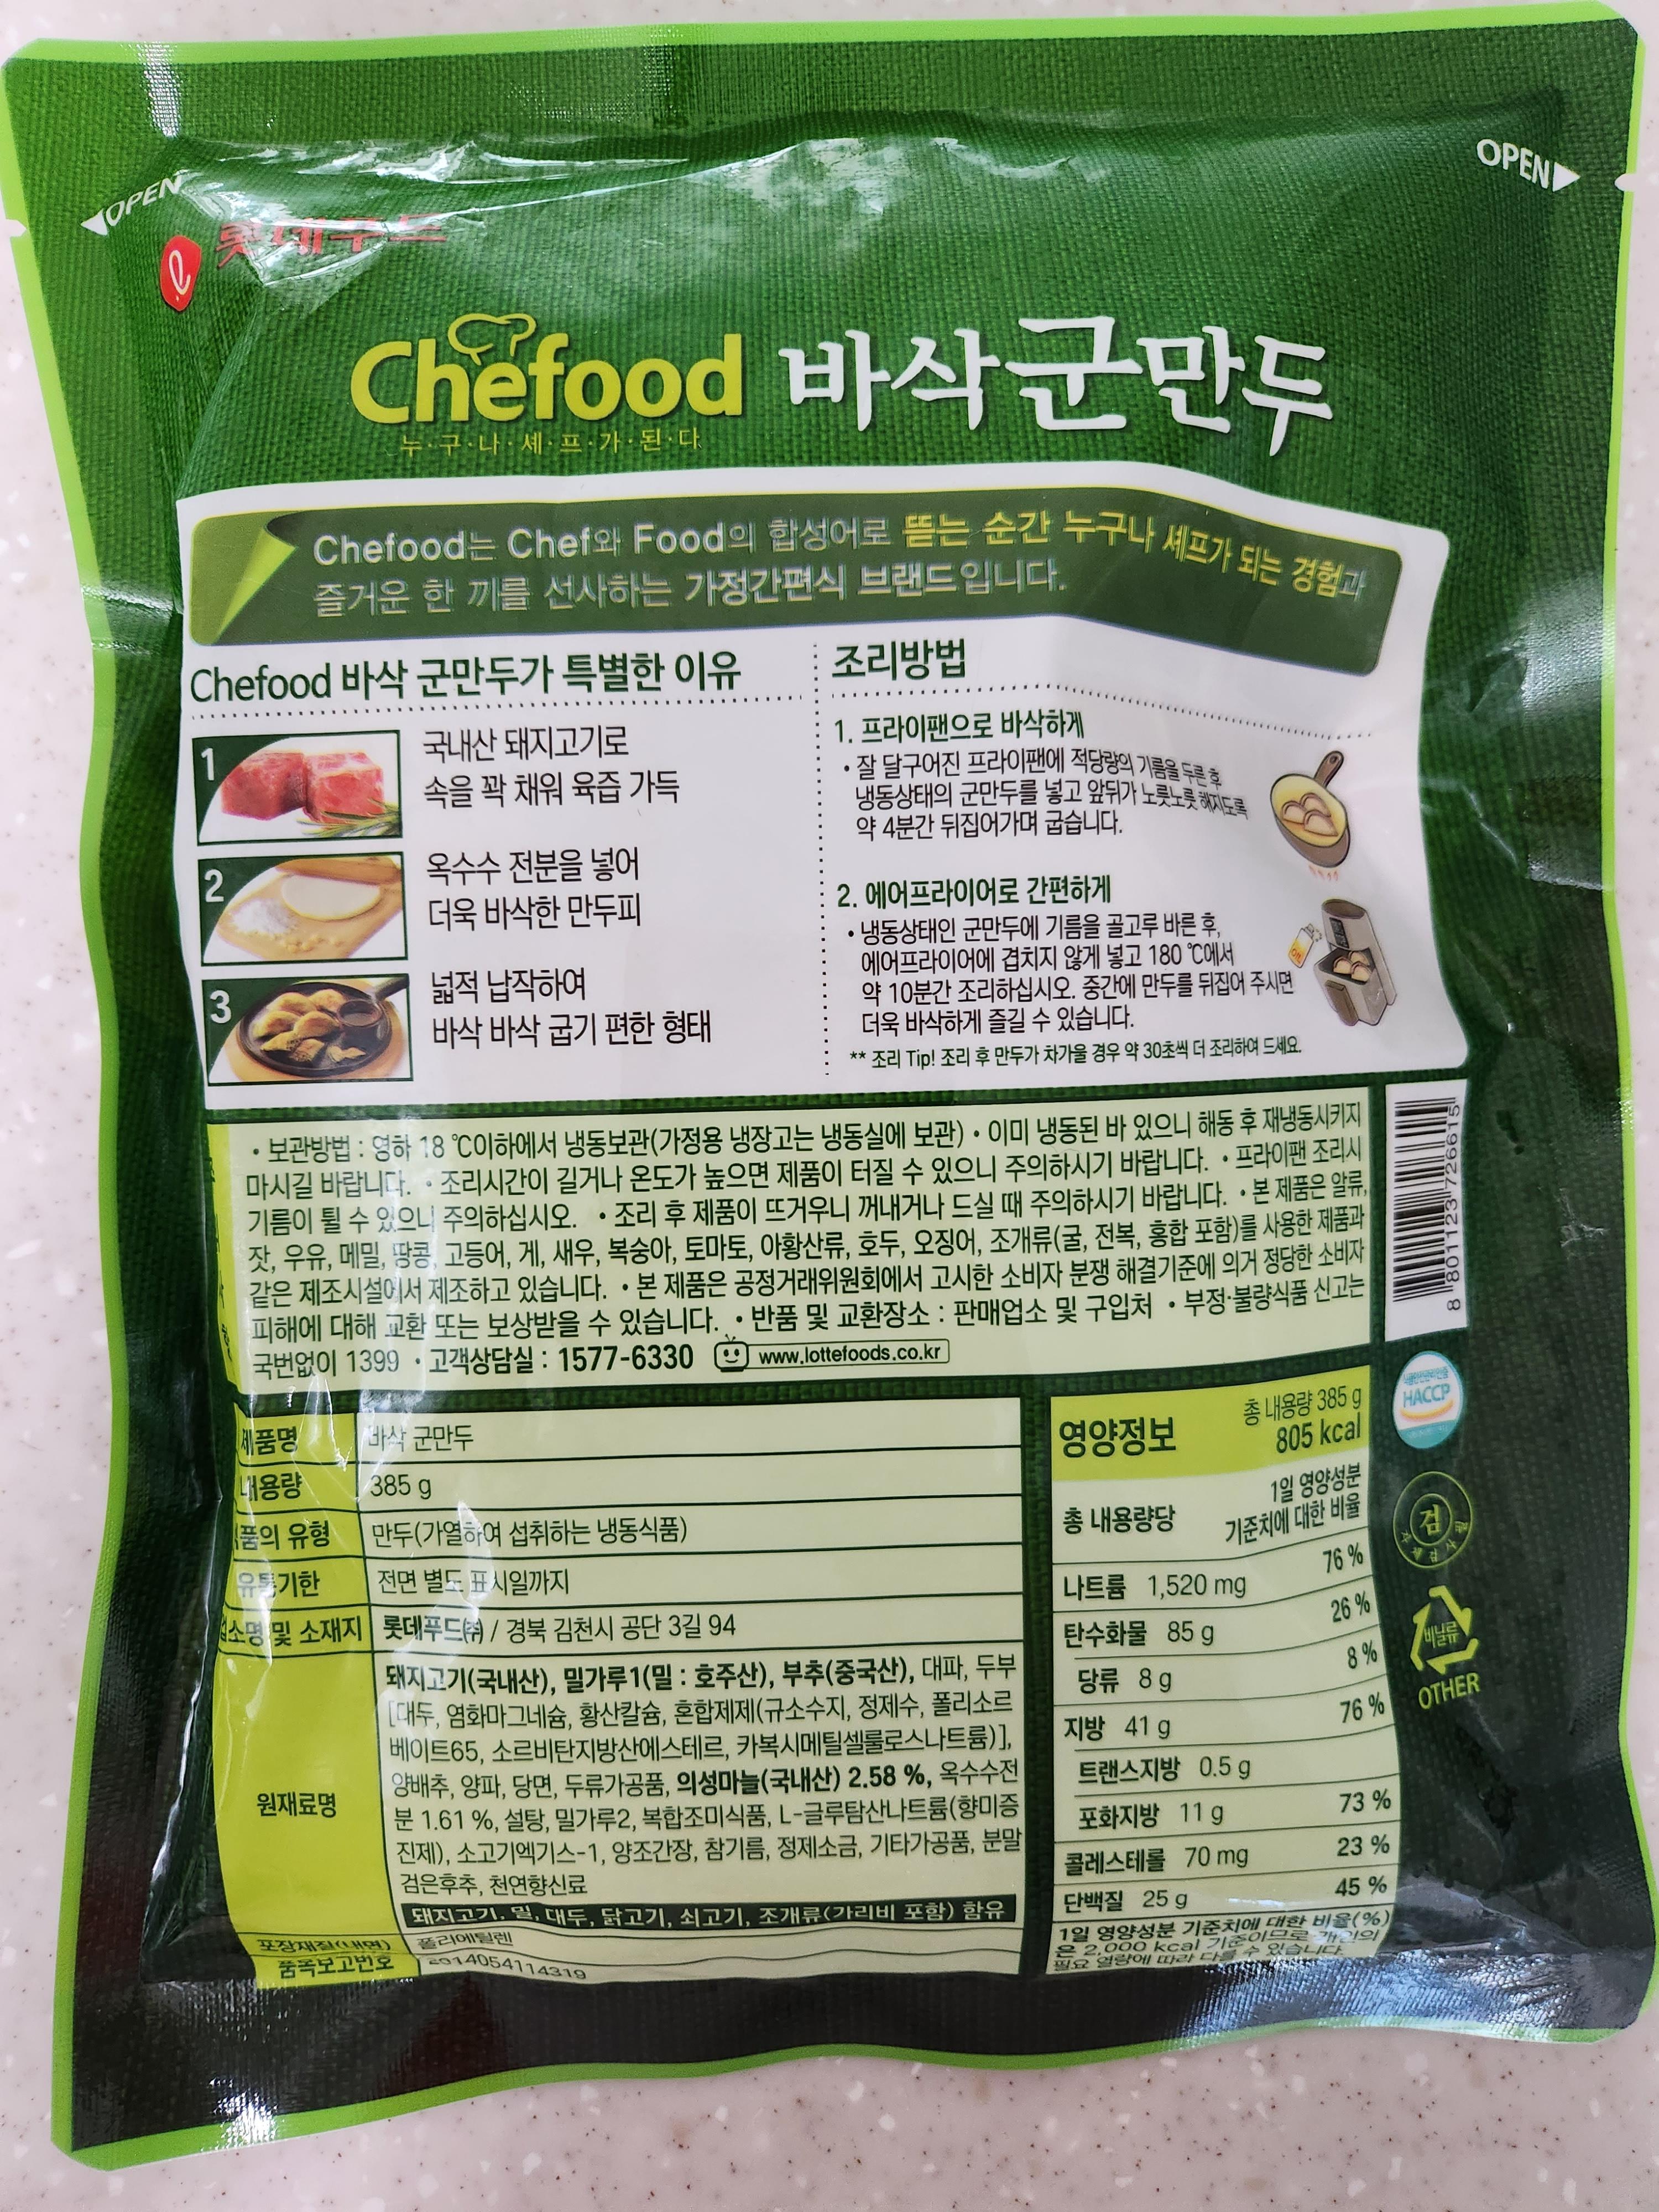 ◀OPEN
OPEN▶
롯데푸드
Chefood 바삭군만두
누·구·나·셰·프·가·된·다
Chefood는 Chef와 Food의 합성어로 뜯는 순간 누구나 셰프가 되는 경험과
즐거운 한 끼를 선사하는 가정간편식 브랜드입니다.
Chefood 바삭 군만두가 특별한 이유
1
국내산 돼지고기로
속을 꽉 채워 육즙 가득
2
옥수수 전분을 넣어
더욱 바삭한 만두피
3
넓적 납작하여
바삭 바삭 굽기 편한 형태
조리방법
1. 프라이팬으로 바삭하게
• 잘 달구어진 프라이팬에 적당량의 기름을 두른 후
냉동상태의 군만두를 넣고 앞뒤가 노릇노릇 해지도록
약 4분간 뒤집어가며 굽습니다.
2. 에어프라이어로 간편하게
• 냉동상태인 군만두에 기름을 골고루 바른 후,
에어프라이어에 겹치지 않게 넣고 180 ℃에서
약 10분간 조리하십시오. 중간에 만두를 뒤집어 주시면
더욱 바삭하게 즐길 수 있습니다.
** 조리 Tip! 조리 후 만두가 차가울 경우 약 30초씩 더 조리하여 드세요.
• 보관방법 : 영하 18 ℃이하에서 냉동보관(가정용 냉장고는 냉동실에 보관) • 이미 냉동된 바 있으니 해동 후 재냉동시키지
마시길 바랍니다. • 조리시간이 길거나 온도가 높으면 제품이 터질 수 있으니 주의하시기 바랍니다. • 프라이팬 조리시
기름이 튈 수 있으니 주의하십시오. • 조리 후 제품이 뜨거우니 꺼내거나 드실 때 주의하시기 바랍니다. • 본 제품은 알류,
잣, 우유, 메밀, 땅콩, 고등어, 게, 새우, 복숭아, 토마토, 아황산류, 호두, 오징어, 조개류(굴, 전복, 홍합 포함)를 사용한 제품과
같은 제조시설에서 제조하고 있습니다. • 본 제품은 공정거래위원회에서 고시한 소비자 분쟁 해결기준에 의거 정당한 소비자
피해에 대해 교환 또는 보상받을 수 있습니다. • 반품 및 교환장소 : 판매업소 및 구입처 • 부정·불량식품 신고는
국번없이 1399 • 고객상담실 : 1577-6330 www.lottefoods.co.kr
8 801123 726615
HACCP
제품명 바삭 군만두
내용량 385 g
식품의 유형 만두(가열하여 섭취하는 냉동식품)
유통기한 전면 별도 표시일까지
업소명 및 소재지 롯데푸드㈜ / 경북 김천시 공단 3길 94
원재료명
돼지고기(국내산), 밀가루1(밀 : 호주산), 부추(중국산), 대파, 두부
[대두, 염화마그네슘, 황산칼슘, 혼합제제(규소수지, 정제수, 폴리소르
베이트65, 소르비탄지방산에스테르, 카복시메틸셀룰로스나트륨)],
양배추, 양파, 당면, 두류가공품, 의성마늘(국내산) 2.58 %, 옥수수전
분 1.61 %, 설탕, 밀가루2, 복합조미식품, L-글루탐산나트륨(향미증
진제), 소고기엑기스-1, 양조간장, 참기름, 정제소금, 기타가공품, 분말
검은후추, 천연향신료
돼지고기, 밀, 대두, 닭고기, 쇠고기, 조개류(가리비 포함) 함유
포장재질(내면) 폴리에틸렌
품목보고번호 2014054114319
영양정보
총 내용량 385 g
805 kcal
총 내용량당
1일 영양성분
기준치에 대한 비율
나트륨 1,520 mg 76 %
탄수화물 85 g 26 %
당류 8 g 8 %
지방 41 g 76 %
트랜스지방 0.5 g
포화지방 11 g 73 %
콜레스테롤 70 mg 23 %
단백질 25 g 45 %
1일 영양성분 기준치에 대한 비율(%)
은 2,000 kcal 기준이므로 개인의
필요 열량에 따라 다를 수 있습니다.
검
비닐류
OTHER